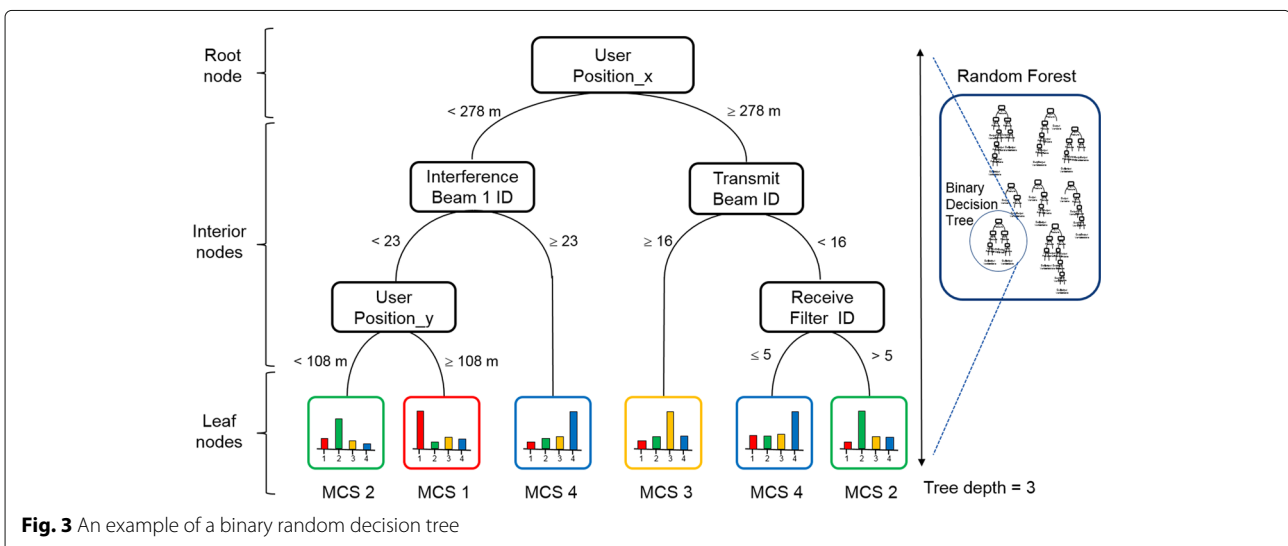 Root
node
User
Position_x
Random Forest
< 278 m
≥ 278 m
Interference
Beam 1 ID
Transmit
Beam ID
Binary
Decision
Tree
Interior
nodes
< 23
≥ 23
≥ 16
< 16
User
Position_y
Receive
Filter ID
< 108 m
≥ 108 m
≤ 5
> 5
Leaf
nodes
1 2 3 4
1 2 3 4
1 2 3 4
1 2 3 4
1 2 3 4
1 2 3 4
MCS 2
MCS 1
MCS 4
MCS 3
MCS 4
MCS 2
Tree depth = 3
Fig. 3 An example of a binary random decision tree